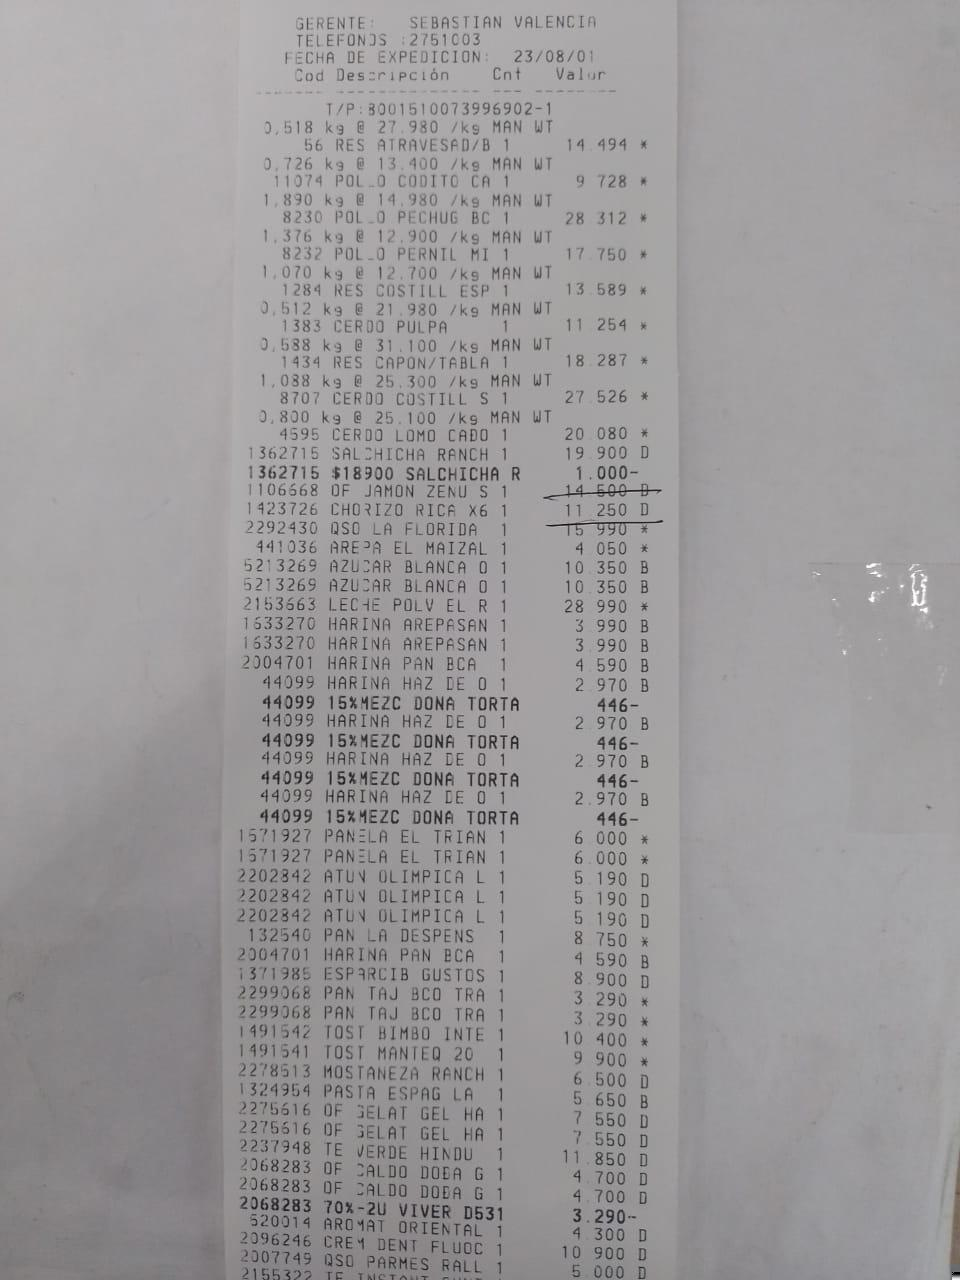 GERENTE: SEBASTIAN VALENCIA
TELEFONOS :2751003
FECHA DE EXPEDICION: 23/08/01
Cod Descripción Cnt Valor
T/P:8001510073996902-1
0,518 kg @ 27.980 /kg MAN WT
56 RES ATRAVESAD/B 1 14.494 *
0,726 kg @ 13.400 /kg MAN WT
11074 POLLO CODITO CA 1 9.728 *
1,890 kg @ 14.980 /kg MAN WT
8230 POLLO PECHUG BC 1 28.312 *
1,376 kg @ 12.900 /kg MAN WT
8232 POLLO PERNIL MI 1 17.750 *
1,070 kg @ 12.700 /kg MAN WT
1284 RES COSTILL ESP 1 13.589 *
0,512 kg @ 21.980 /kg MAN WT
1383 CERDO PULPA 1 11.254 *
0,588 kg @ 31.100 /kg MAN WT
1434 RES CAPON/TABLA 1 18.287 *
1,088 kg @ 25.300 /kg MAN WT
8707 CERDO COSTILL S 1 27.526 *
0,800 kg @ 25.100 /kg MAN WT
4595 CERDO LOMO CAÐO 1 20.080 *
1362715 SALCHICHA RANCH 1 19.900 D
1362715 $18900 SALCHICHA R 1.000-
1106668 OF JAMON ZENU S 1 14.500 D
1423726 CHORIZO RICA X6 1 11.250 D
2292430 QSO LA FLORIDA 1 15.990 *
441036 AREPA EL MAIZAL 1 4.050 *
5213269 AZUCAR BLANCA O 1 10.350 B
5213269 AZUCAR BLANCA O 1 10.350 B
2153663 LECHE POLV EL R 1 28.990 *
1633270 HARINA AREPASAN 1 3.990 B
1633270 HARINA AREPASAN 1 3.990 B
2004701 HARINA PAN BCA 1 4.590 B
44099 HARINA HAZ DE O 1 2.970 B
44099 15%MEZC DONA TORTA 446-
44099 HARINA HAZ DE O 1 2.970 B
44099 15%MEZC DONA TORTA 446-
44099 HARINA HAZ DE O 1 2.970 B
44099 15%MEZC DONA TORTA 446-
44099 HARINA HAZ DE O 1 2.970 B
44099 15%MEZC DONA TORTA 446-
1571927 PANELA EL TRIAN 1 6.000 *
1571927 PANELA EL TRIAN 1 6.000 *
2202842 ATUN OLIMPICA L 1 5.190 D
2202842 ATUN OLIMPICA L 1 5.190 D
2202842 ATUN OLIMPICA L 1 5.190 D
132540 PAN LA DESPENS 1 8.750 *
2004701 HARINA PAN BCA 1 4.590 B
1371985 ESPARCIB GUSTOS 1 8.900 D
2299068 PAN TAJ BCO TRA 1 3.290 *
2299068 PAN TAJ BCO TRA 1 3.290 *
1491542 TOST BIMBO INTE 1 10.400 *
1491541 TOST MANTEQ 20 1 9.900 *
2278513 MOSTANEZA RANCH 1 6.500 D
1324954 PASTA ESPAG LA 1 5.650 B
2275616 OF GELAT GEL HA 1 7.550 D
2275616 OF GELAT GEL HA 1 7.550 D
2237948 TE VERDE HINDU 1 11.850 D
2068283 OF CALDO DOÐA G 1 4.700 D
2068283 OF CALDO DOÐA G 1 4.700 D
2068283 70%-2U VIVER D531 3.290-
520014 AROMAT ORIENTAL 1 4.300 D
2096246 CREM DENT FLUOC 1 10.900 D
2007749 QSO PARMES RALL 1 5.000 D
2155322 TE